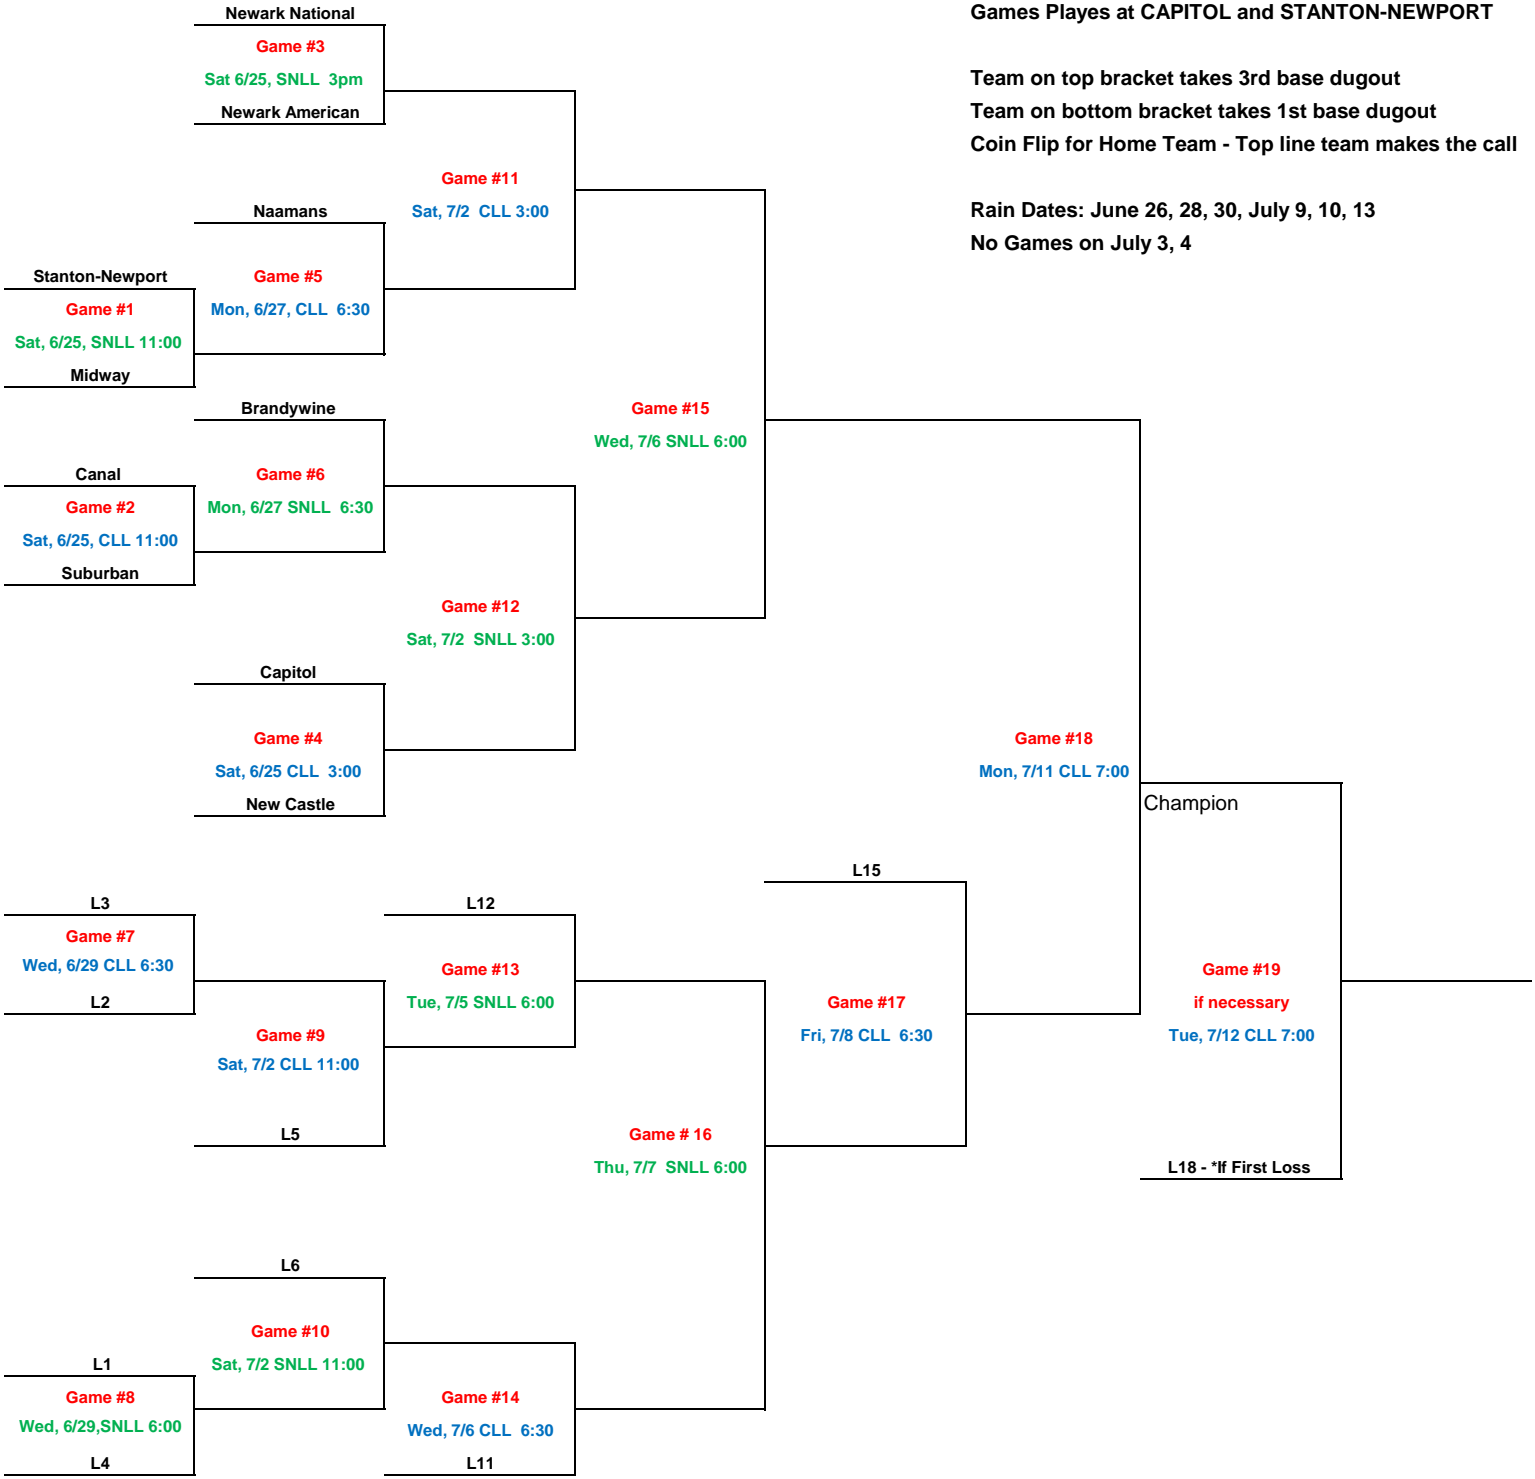 Newark National
Games Playes at CAPITOL and STANTON-NEWPORT
Game #3
Sat 6/25, SNLL 3pm
Team on top bracket takes 3rd base dugout
Newark American
Team on bottom bracket takes 1st base dugout
Coin Flip for Home Team - Top line team makes the call
Game #11
Naamans
Sat, 7/2 CLL 3:00
Rain Dates: June 26, 28, 30, July 9, 10, 13
No Games on July 3, 4
Stanton-Newport
Game #5
Game #1
Mon, 6/27, CLL 6:30
Sat, 6/25, SNLL 11:00
Midway
Brandywine
Game #15
Wed, 7/6 SNLL 6:00
Canal
Game #6
Game #2
Mon, 6/27 SNLL 6:30
Sat, 6/25, CLL 11:00
Suburban
Game #12
Sat, 7/2 SNLL 3:00
Capitol
Game #4
Game #18
Sat, 6/25 CLL 3:00
Mon, 7/11 CLL 7:00
New Castle
Champion
L15
L3
L12
Game #7
Wed, 6/29 CLL 6:30
Game #13
Game #19
L2
Tue, 7/5 SNLL 6:00
Game #17
if necessary
Game #9
Fri, 7/8 CLL 6:30
Tue, 7/12 CLL 7:00
Sat, 7/2 CLL 11:00
L5
Game # 16
Thu, 7/7 SNLL 6:00
L18 - *If First Loss
L6
Game #10
L1
Sat, 7/2 SNLL 11:00
Game #8
Game #14
Wed, 6/29,SNLL 6:00
Wed, 7/6 CLL 6:30
L4
L11